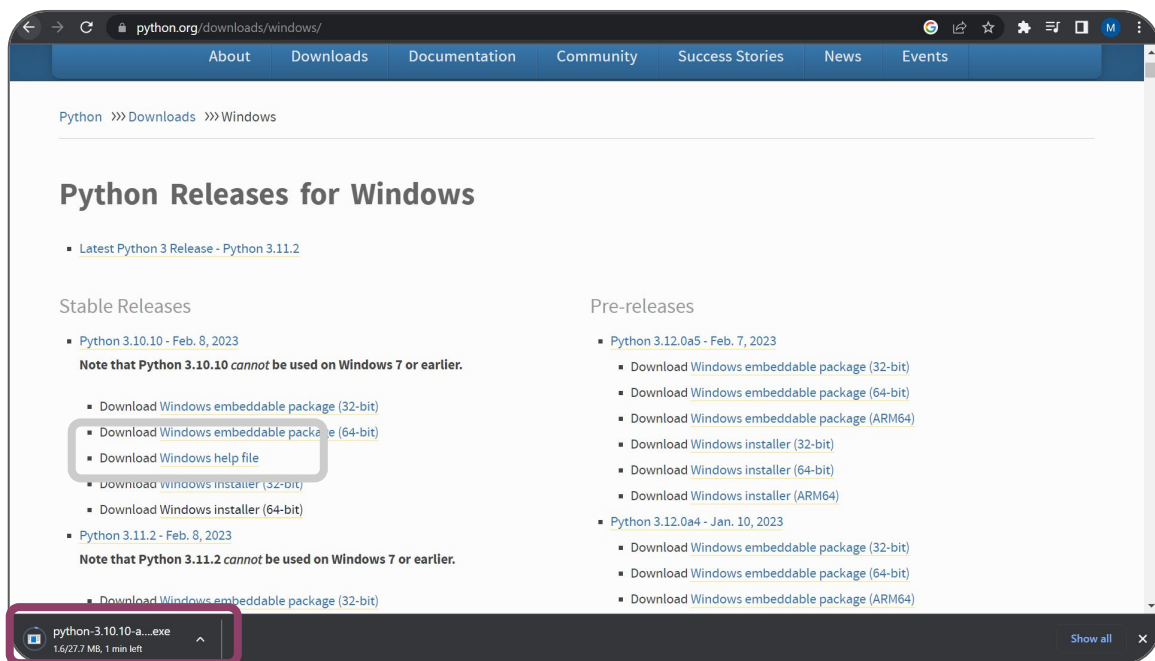 python.org/downloads/windows/
M
About Downloads Documentation Community Success Stories News Events
Python >>> Downloads >>> Windows
Python Releases for Windows
Latest Python 3 Release - Python 3.11.2
Stable Releases
Python 3.10.10 - Feb. 8, 2023
Note that Python 3.10.10 cannot be used on Windows 7 or earlier.
Download Windows embeddable package (32-bit)
Download Windows embeddable package (64-bit)
Download Windows help file
Download Windows installer (32-bit)
Download Windows installer (64-bit)
Python 3.11.2 - Feb. 8, 2023
Note that Python 3.11.2 cannot be used on Windows 7 or earlier.
Download Windows embeddable package (32-bit)
Pre-releases
Python 3.12.0a5 - Feb. 7, 2023
Download Windows embeddable package (32-bit)
Download Windows embeddable package (64-bit)
Download Windows embeddable package (ARM64)
Download Windows installer (32-bit)
Download Windows installer (64-bit)
Download Windows installer (ARM64)
Python 3.12.0a4 - Jan. 10, 2023
Download Windows embeddable package (32-bit)
Download Windows embeddable package (64-bit)
Download Windows embeddable package (ARM64)
python-3.10.10-a....exe
1.6/27.7 MB, 1 min left
Show all